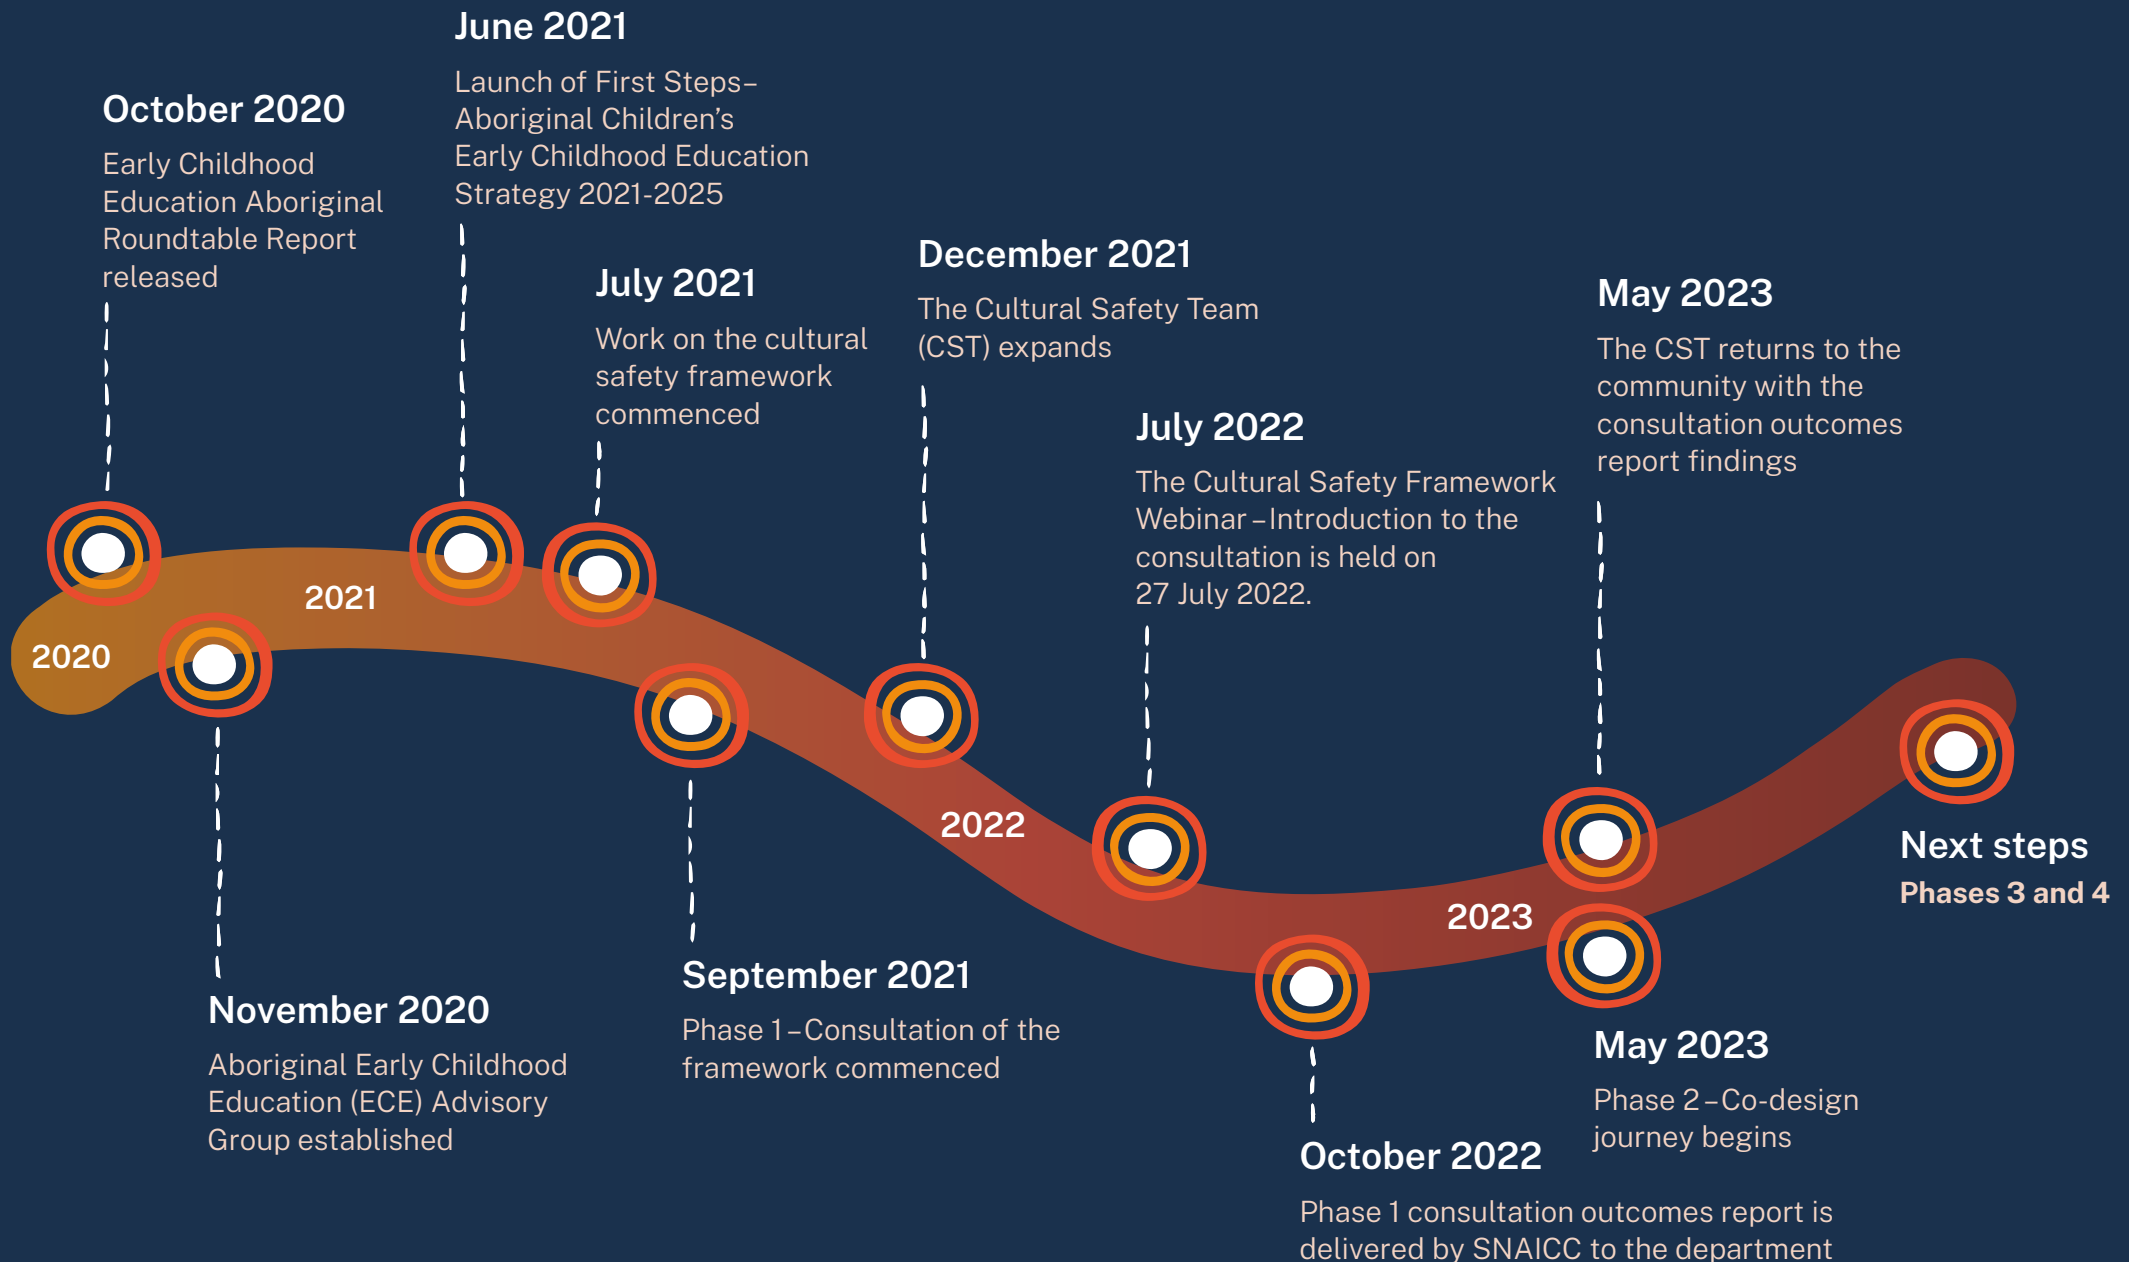 October 2020
Early Childhood
Education Aboriginal
Roundtable Report
released
November 2020
Aboriginal Early Childhood
Education (ECE) Advisory
Group established
June 2021
Launch of First Steps–
Aboriginal Children’s
Early Childhood Education
Strategy 2021-2025
July 2021
Work on the cultural
safety framework
commenced
September 2021
Phase 1–Consultation of the
framework commenced
December 2021
The Cultural Safety Team
(CST) expands
July 2022
The Cultural Safety Framework
Webinar–Introduction to the
consultation is held on
27 July 2022.
October 2022
Phase 1 consultation outcomes report is
delivered by SNAICC to the department
May 2023
The CST returns to the
community with the
consultation outcomes
report findings
May 2023
Phase 2–Co-design
journey begins
Next steps
Phases 3 and 4
2020
2021
2022
2023